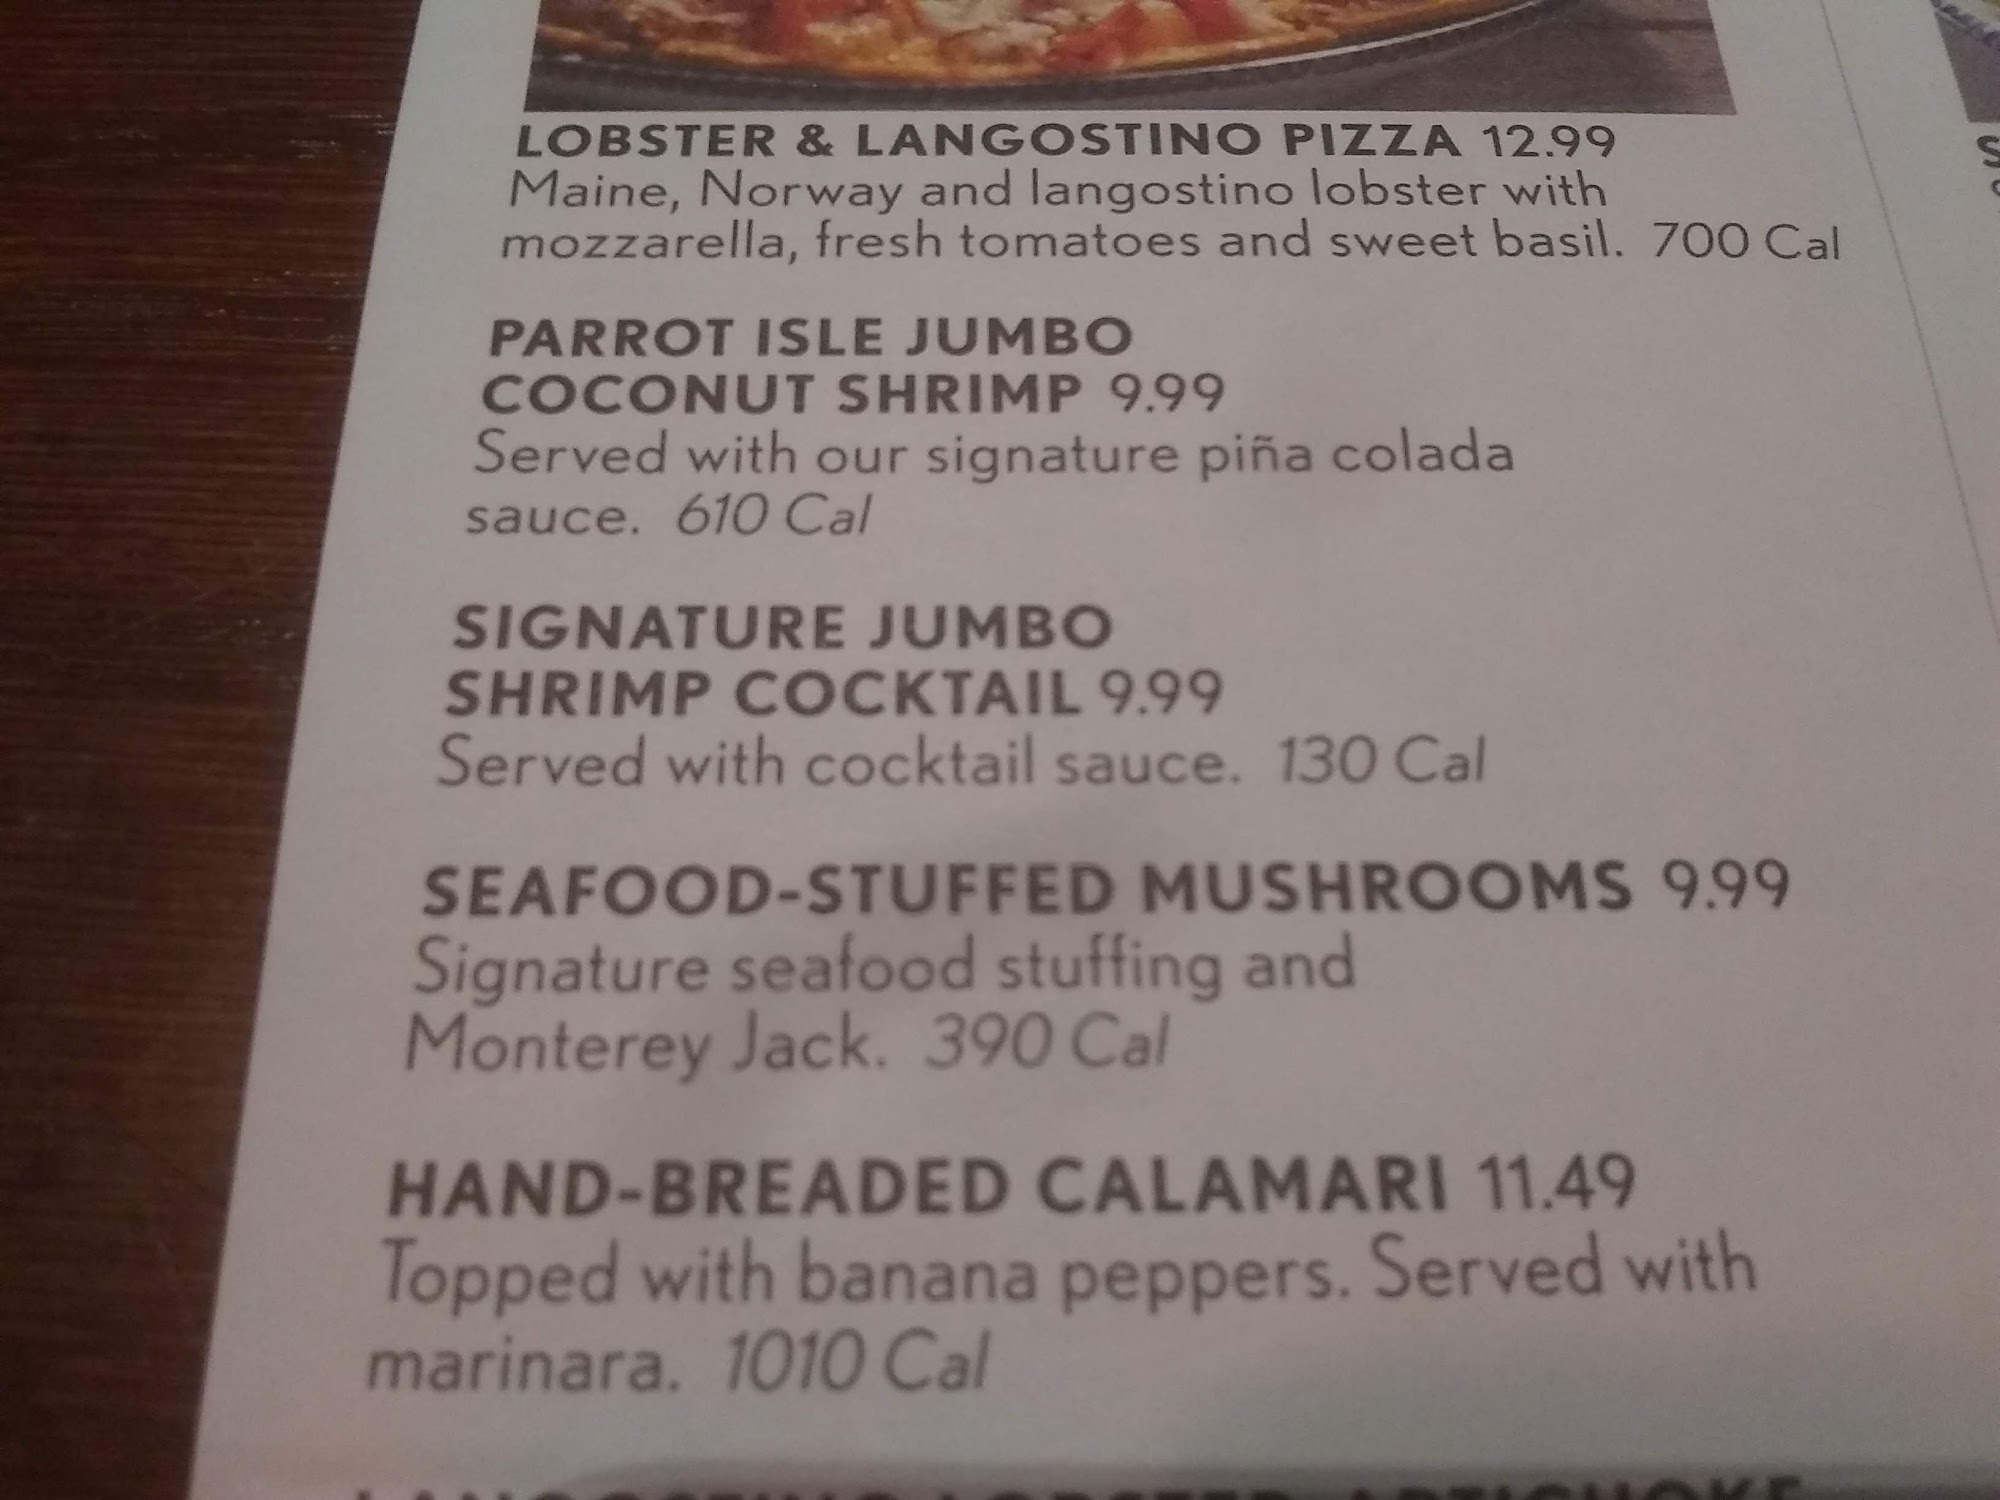 LOBSTER & LANGOSTINO PIZZA 12.99
Maine, Norway and langostino lobster with
mozzarella, fresh tomatoes and sweet basil. 700 Cal
PARROT ISLE JUMBO
COCONUT SHRIMP 9.99
Served with our signature piña colada
sauce. 610 Cal
SIGNATURE JUMBO
SHRIMP COCKTAIL 9.99
Served with cocktail sauce. 130 Cal
SEAFOOD-STUFFED MUSHROOMS 9.99
Signature seafood stuffing and
Monterey Jack. 390 Cal
HAND-BREADED CALAMARI 11.49
Topped with banana peppers. Served with
marinara. 1010 Cal
LANGOSTINO LOBSTER-ARTICHOKE